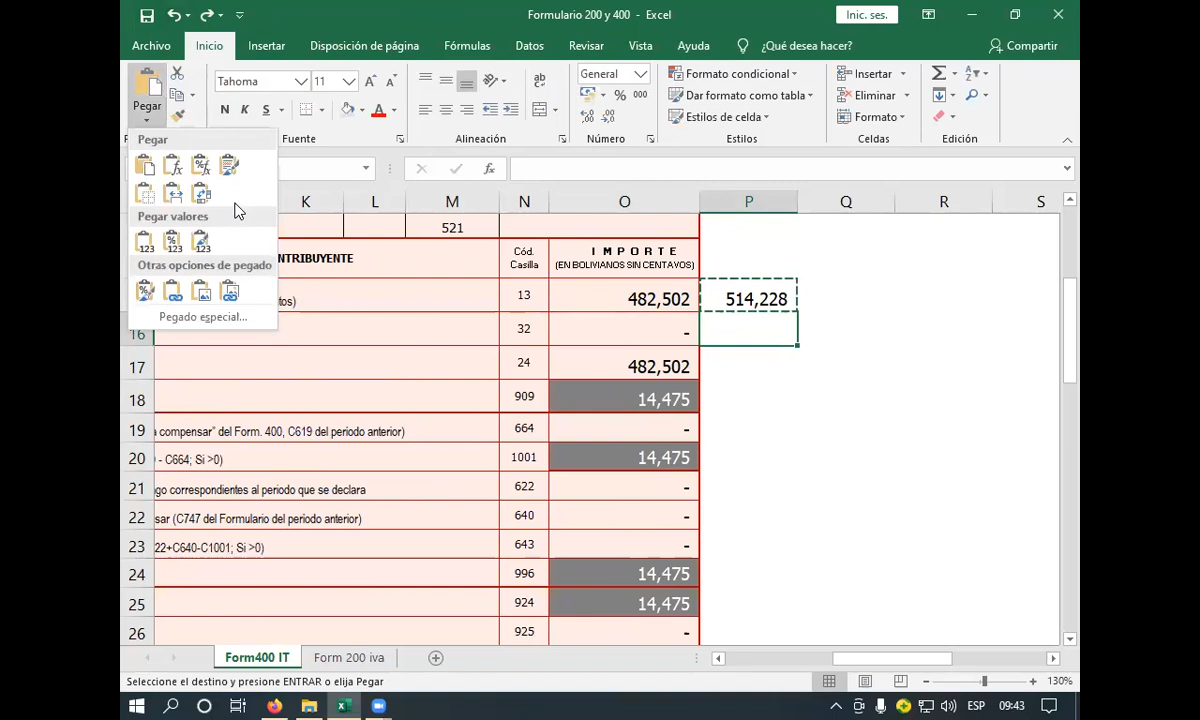 Formulario 200 y 400 - Excel
Inic. ses.
Archivo Inicio Insertar Disposición de página Fórmulas Datos Revisar Vista Ayuda ¿Qué desea hacer? Compartir
Pegar
Tahoma 11
General
N K S
% 000
Fuente Alineación Número
Formato condicional
Dar formato como tabla
Estilos de celda
Estilos
Insertar
Eliminar
Formato
Celdas
Edición
Pegar
Pegar valores
Otras opciones de pegado
Pegado especial...
K L M N O P Q R S
521
CONTRIBUYENTE Cód. Casilla I M P O R T E
(EN BOLIVIANOS SIN CENTAVOS)
13 482,502 514,228
16 32 -
17 24 482,502
18 909 14,475
19 a compensar” del Form. 400, C619 del periodo anterior) 664 -
20 - C664; Si >0) 1001 14,475
21 go correspondientes al periodo que se declara 622 -
22 sar (C747 del Formulario del periodo anterior) 640 -
23 22+C640-C1001; Si >0) 643 -
24 996 14,475
25 924 14,475
26 925 -
Form400 IT Form 200 iva
Seleccione el destino y presione ENTRAR o elija Pegar
130%
ESP 09:43